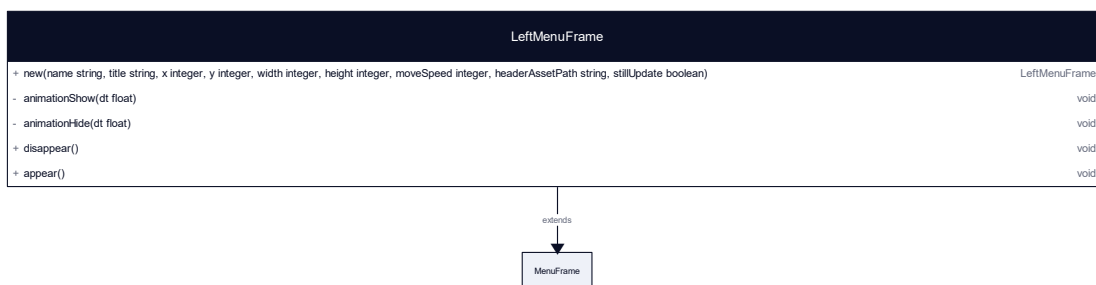 LeftMenuFrame
+ new(name string, title string, x integer, y integer, width integer, height integer, moveSpeed integer, headerAssetPath string, stillUpdate boolean) LeftMenuFrame
- animationShow(dt float) void
- animationHide(dt float) void
+ disappear() void
+ appear() void
extends
MenuFrame